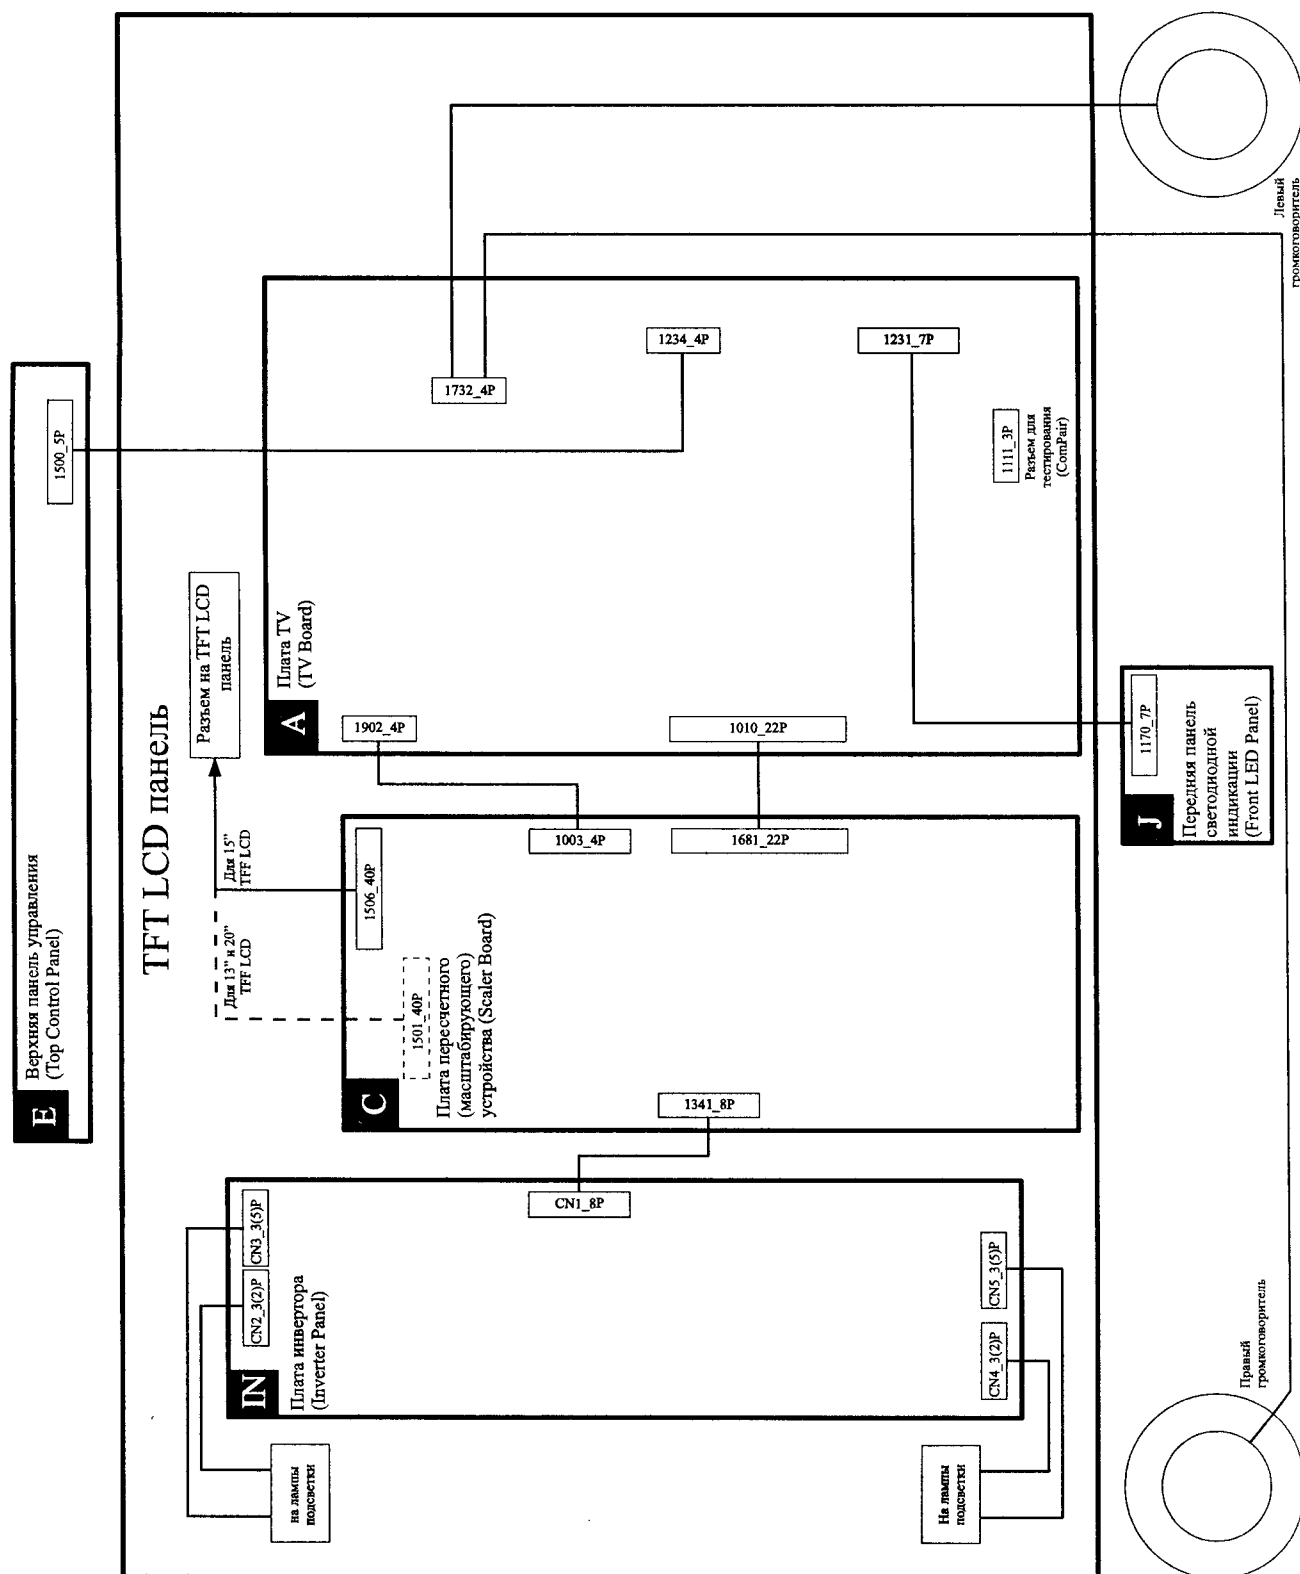 E
Верхняя панель управления
(Top Control Panel)
1500_5P
TFT LCD панель
Разъем на TFT LCD
панель
Для 15"
TFF LCD
Для 13" и 20"
TFF LCD
A
Плата TV
(TV Board)
1732_4P
1234_4P
1231_7P
1111_3P
Разъем для
тестирования
(ComPair)
1902_4P
1010_22P
C
Плата пересчетного
(масштабирующего)
устройства (Scaler Board)
1506_40P
1501_40P
1003_4P
1681_22P
1341_8P
IN
Плата инвертора
(Inverter Panel)
CN2_3(2)P
CN3_3(5)P
CN1_8P
CN4_3(2)P
CN5_3(5)P
на лампы
подсветки
На лампы
подсветки
J
Передняя панель
светодиодной
индикации
(Front LED Panel)
1170_7P
Правый
громкоговоритель
Левый
громкоговоритель